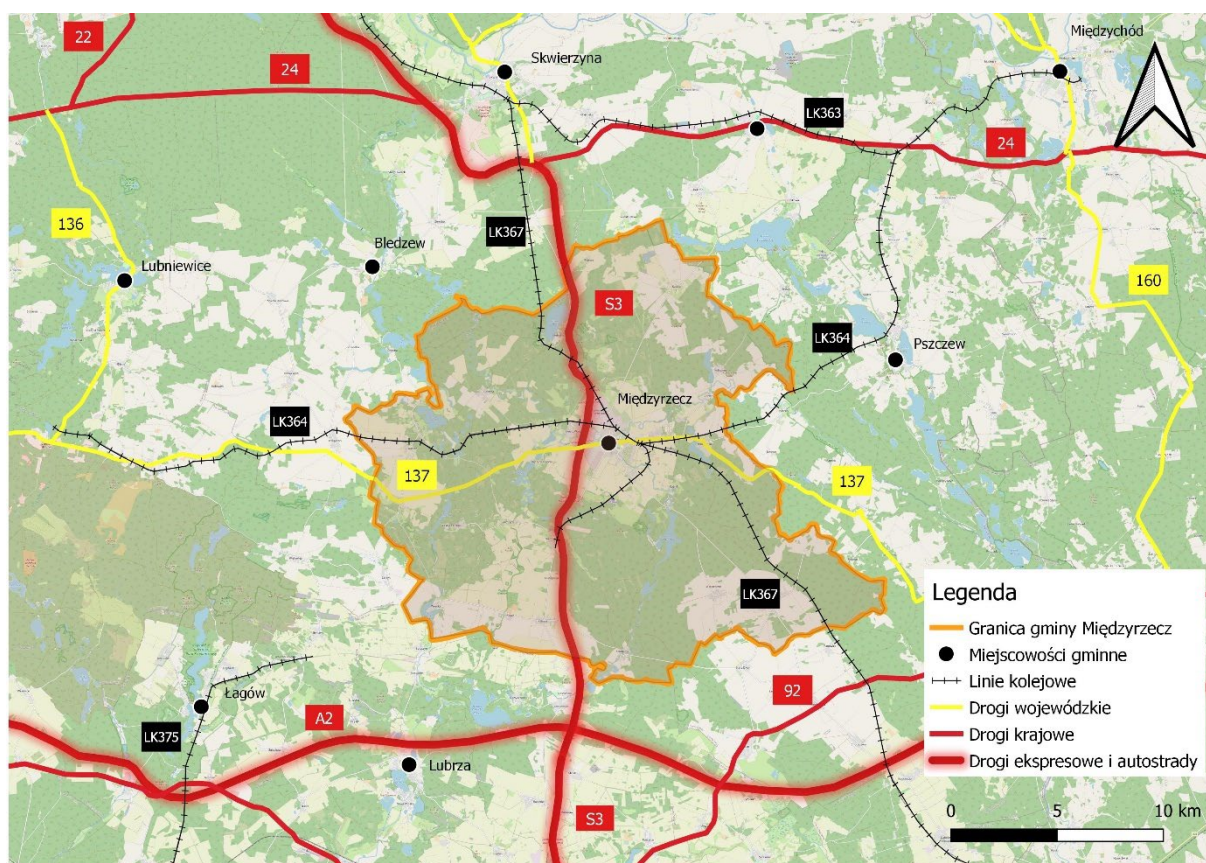 22
24
Skwierzyna
Międzychód
LK363
24
136
LK367
Bledzew
Lubniewice
S3
160
LK364
Pszczew
Międzyrzecz
LK364
137
137
LK367
Łagów
92
A2
LK375
Lubrza
S3
Legenda
Granica gminy Międzyrzecz
Miejscowości gminne
Linie kolejowe
Drogi wojewódzkie
Drogi krajowe
Drogi ekspresowe i autostrady
0 5 10 km